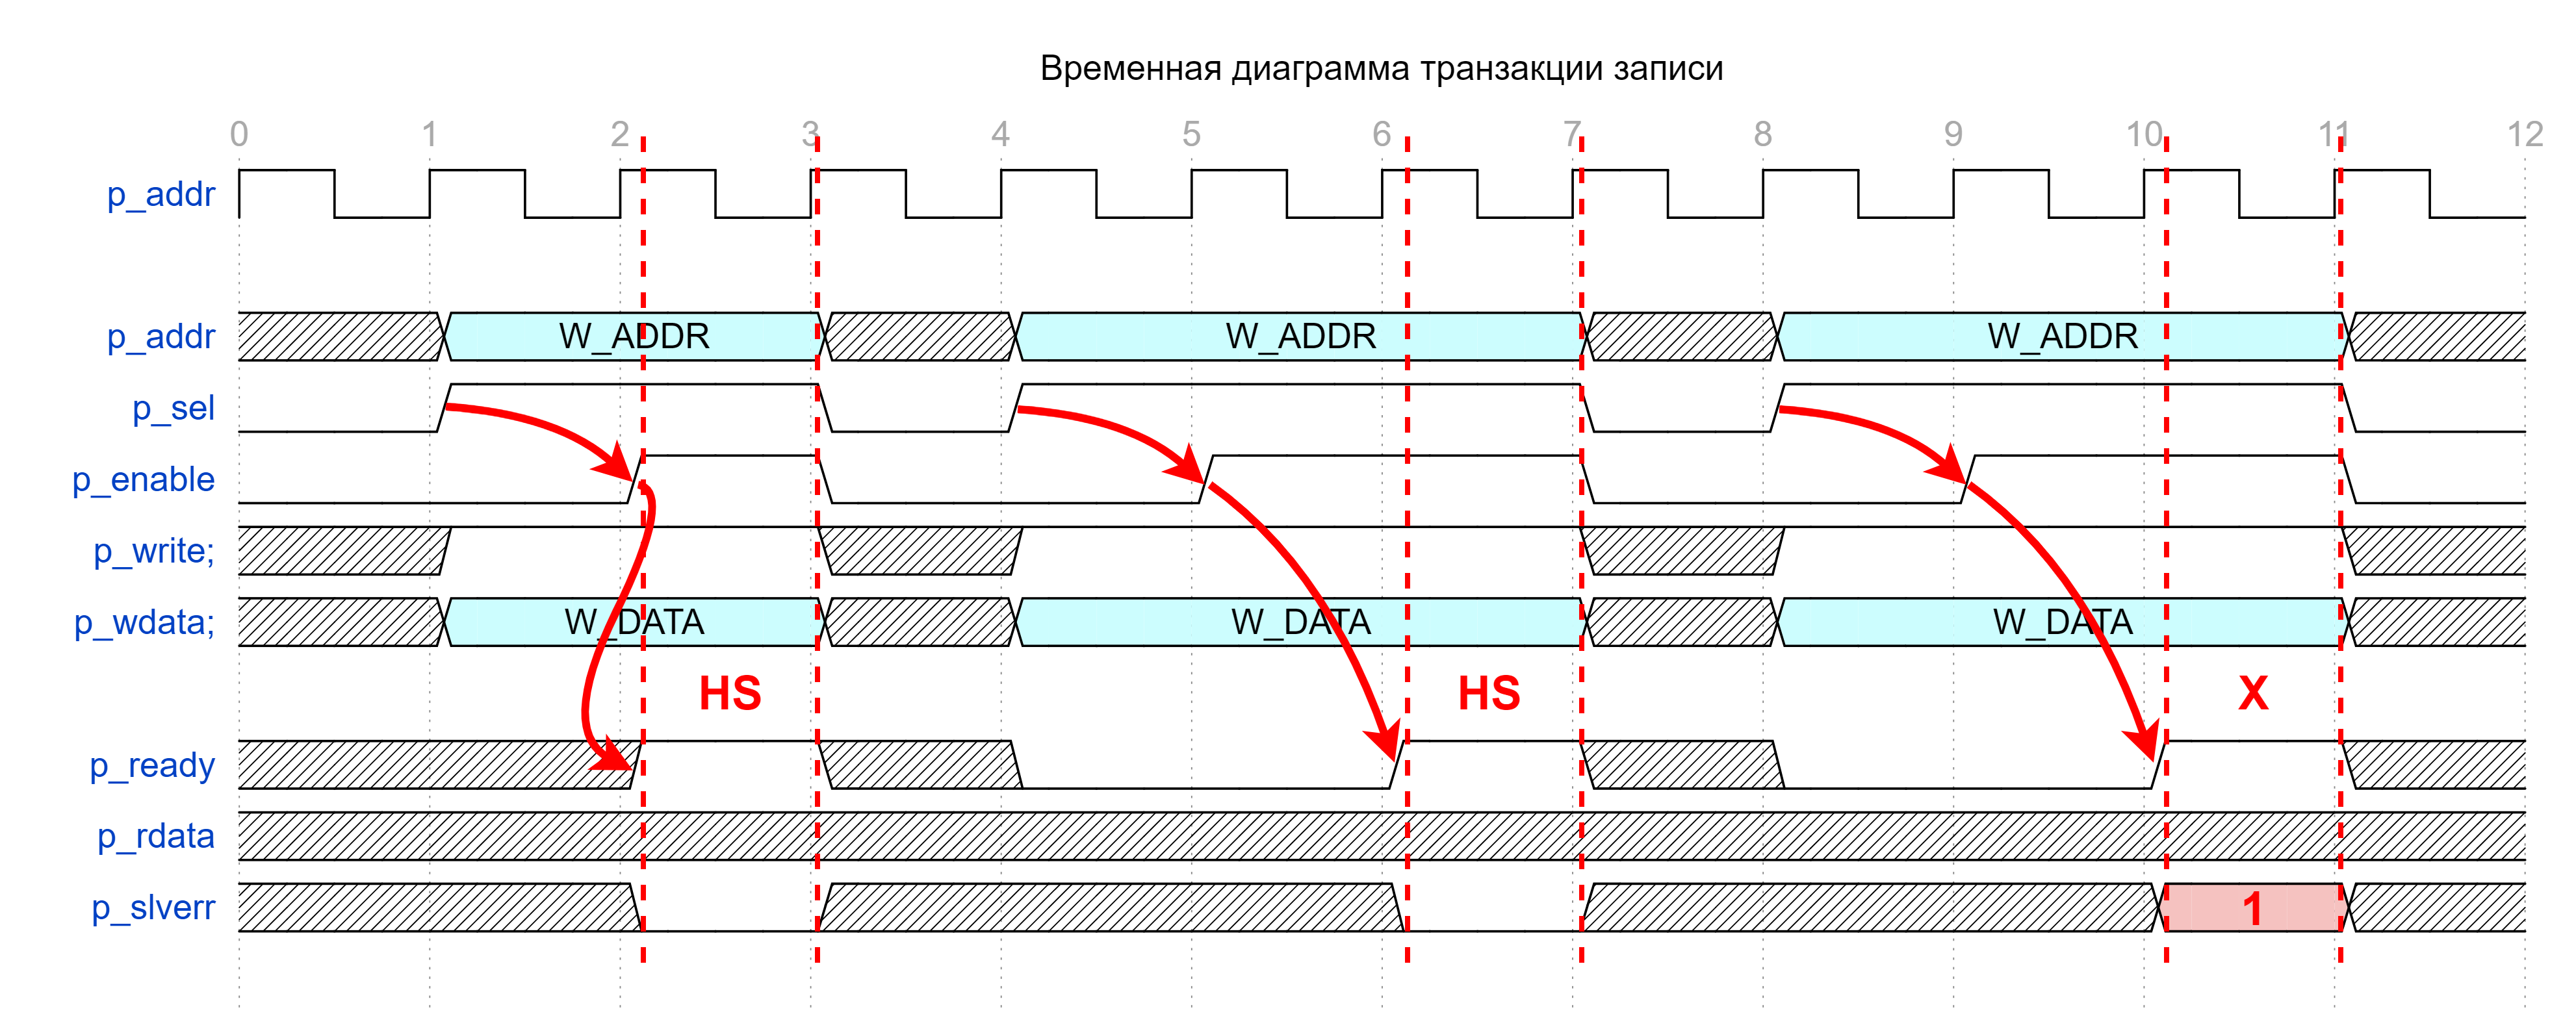 Временная диаграмма транзакции записи
0 1 2 3 4 5 6 7 8 9 10 11 12
p_addr
p_addr W_ADDR W_ADDR W_ADDR
p_sel
p_enable
p_write;
p_wdata; W_DATA W_DATA W_DATA
HS HS X
p_ready
p_rdata
p_slverr 1